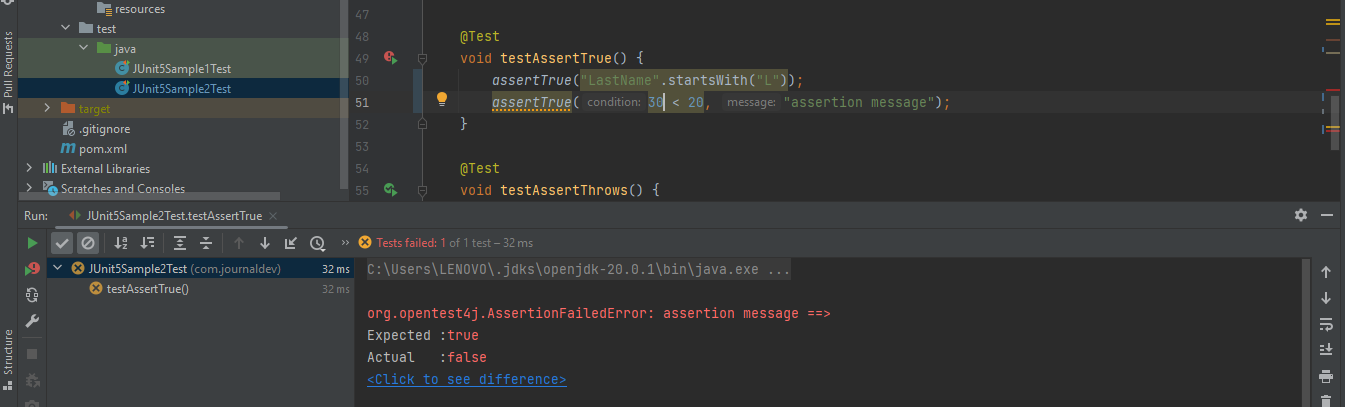 resources
test
java
JUnit5Sample1Test
JUnit5Sample2Test
target
.gitignore
pom.xml
External Libraries
Scratches and Consoles
Pull Requests
Structure
47
48 @Test
49 void testAssertTrue() {
50 assertTrue("LastName".startsWith("L"));
51 assertTrue( condition: 30 < 20, message: "assertion message");
52 }
53
54 @Test
55 void testAssertThrows() {
Run: JUnit5Sample2Test.testAssertTrue
Tests failed: 1 of 1 test – 32 ms
JUnit5Sample2Test (com.journaldev) 32 ms
testAssertTrue() 32 ms
C:\Users\LENOVO\.jdks\openjdk-20.0.1\bin\java.exe ...
org.opentest4j.AssertionFailedError: assertion message ==>
Expected :true
Actual :false
<Click to see difference>